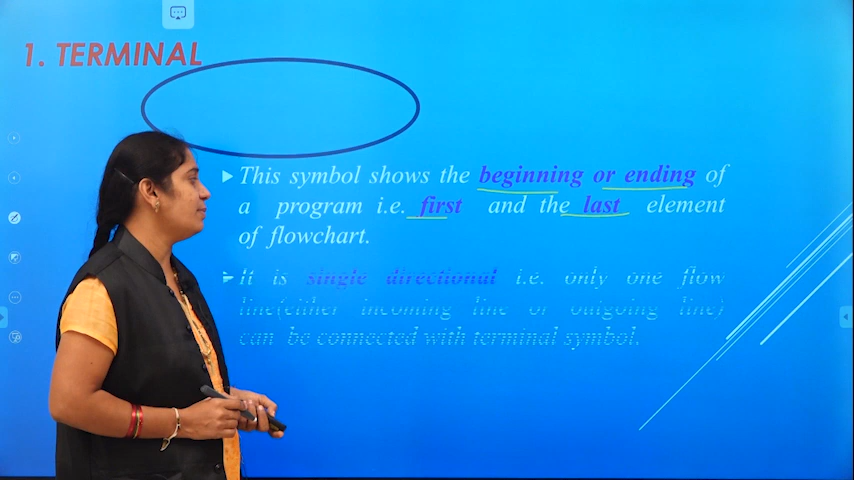 1. TERMINAL
This symbol shows the beginning or ending of
a program i.e. first and the last element
of flowchart.
It is single directional i.e. only one flow
line(either incoming line or outgoing line)
can be connected with terminal symbol.